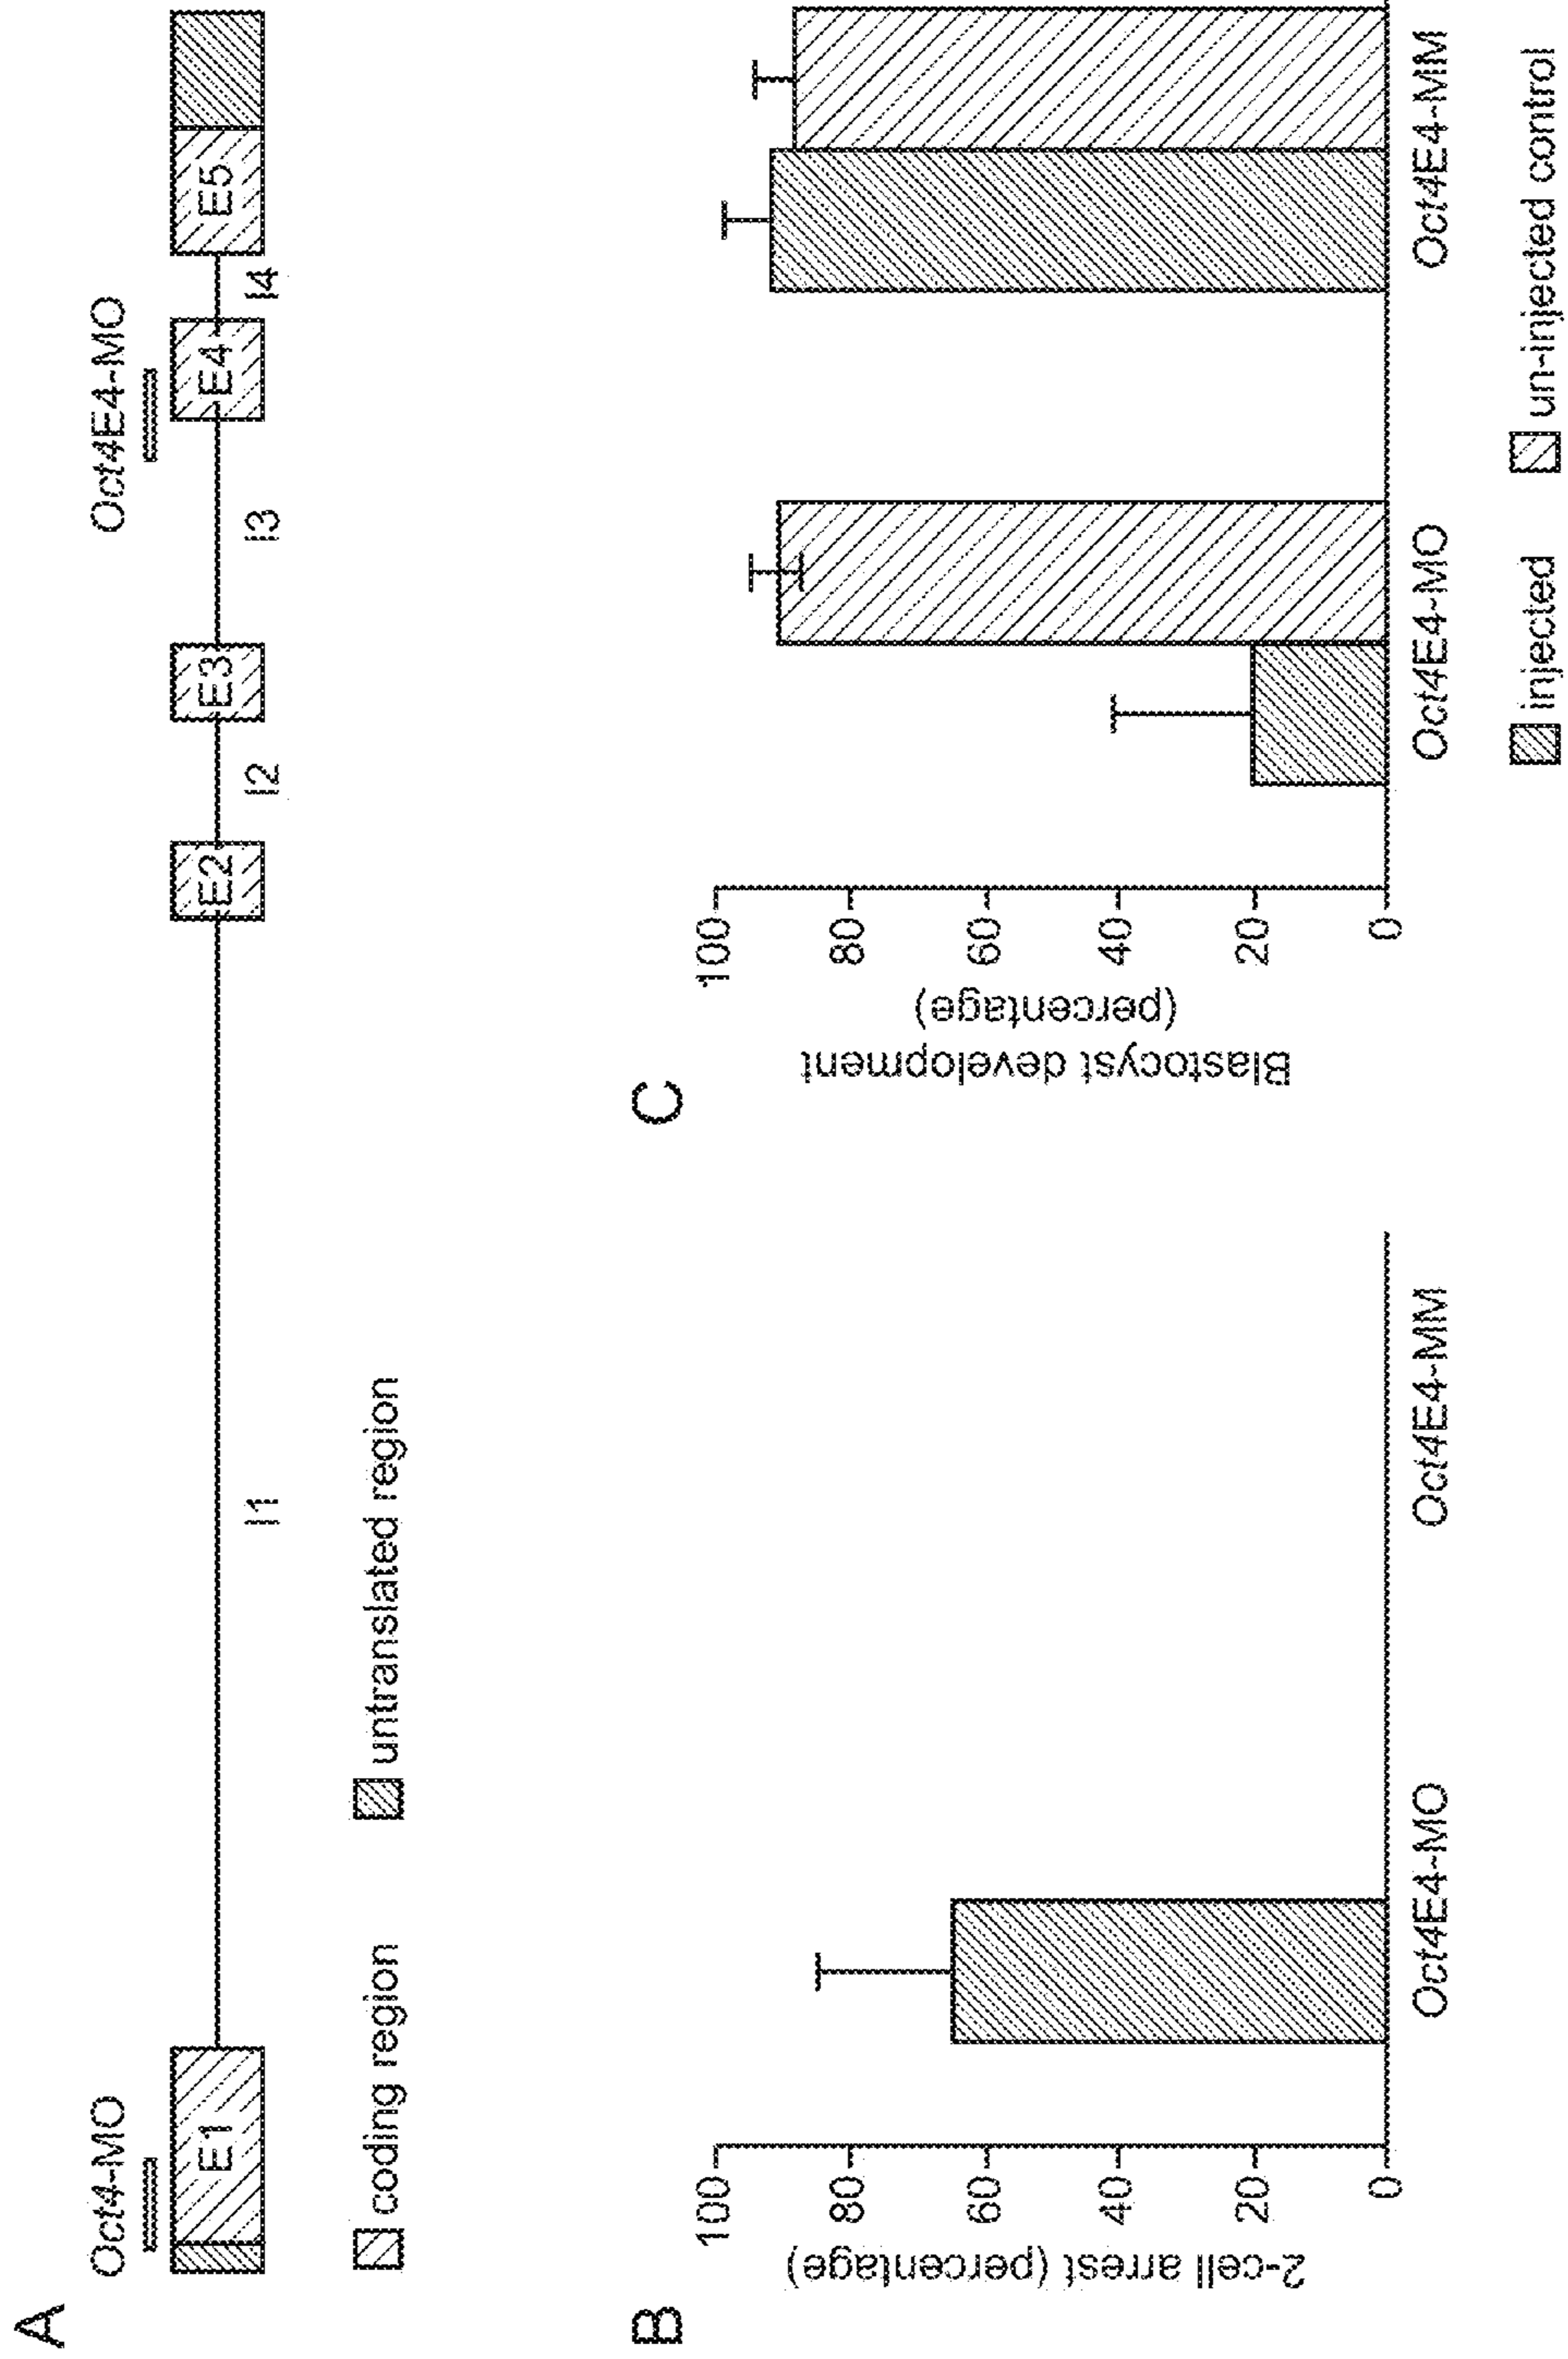 A
Oct4-MO
Oct4E4-MO
E1
E2
E3
E4
E5
I1
I2
I3
I4
coding region
untranslated region
B
2-cell arrest (percentage)
100
80
60
40
20
0
Oct4E4-MO
Oct4E4-MM
C
Blastocyst development
(percentage)
100
80
60
40
20
0
Oct4E4-MO
Oct4E4-MM
injected
un-injected control